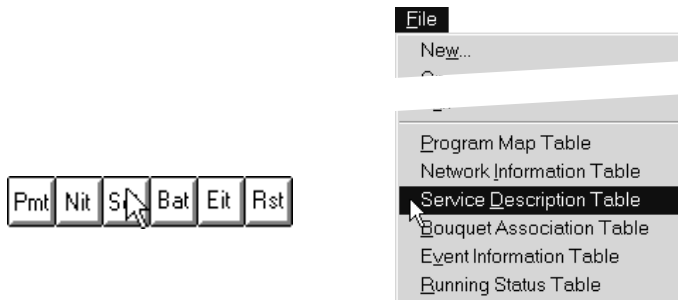 File
New...
Pmt Nit Bat Eit Rst
Program Map Table
Network Information Table
Service Description Table
Bouquet Association Table
Event Information Table
Running Status Table